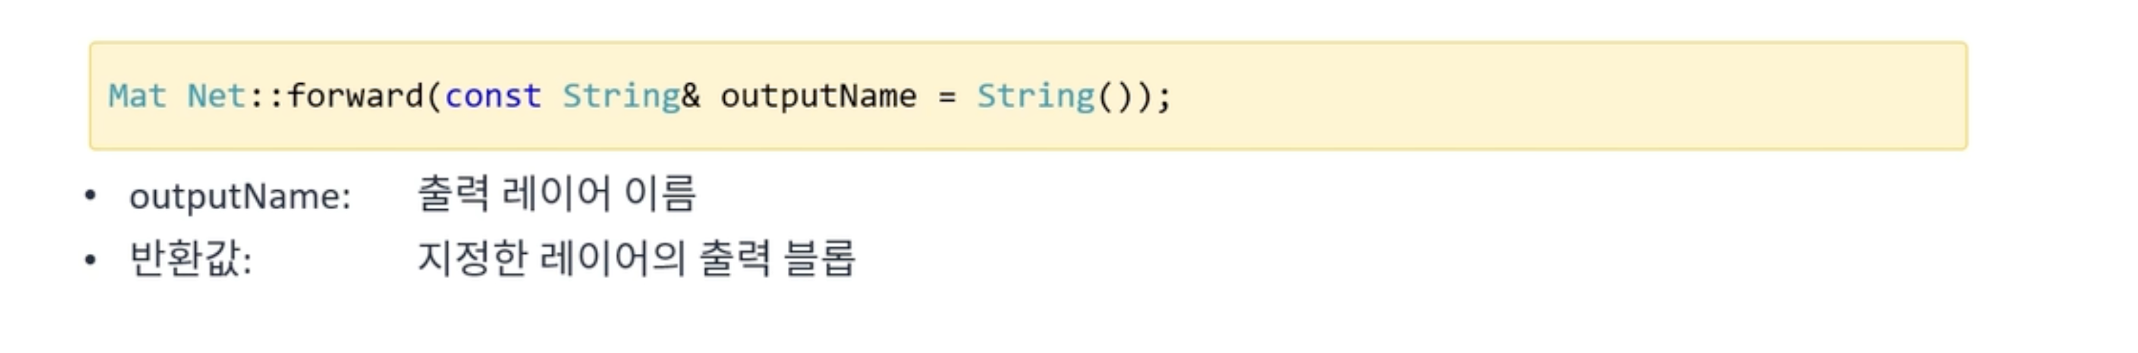 Mat Net::forward(const String& outputName = String());
• outputName: 출력 레이어 이름
• 반환값: 지정한 레이어의 출력 블롭